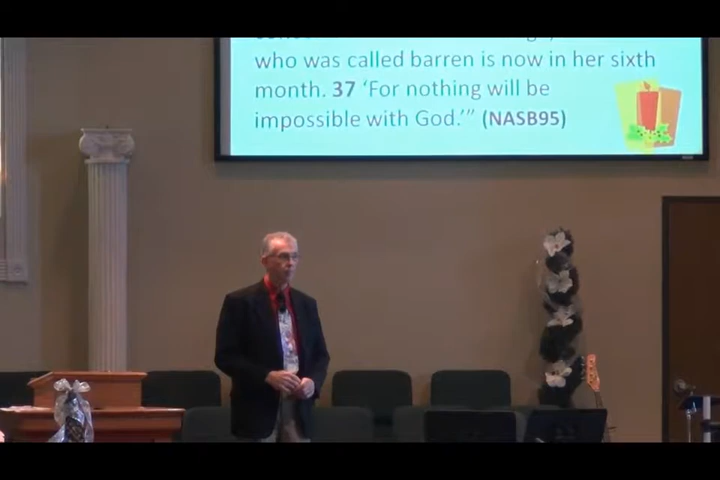 who was called barren is now in her sixth
month. 37 ‘For nothing will be
impossible with God.’” (NASB95)